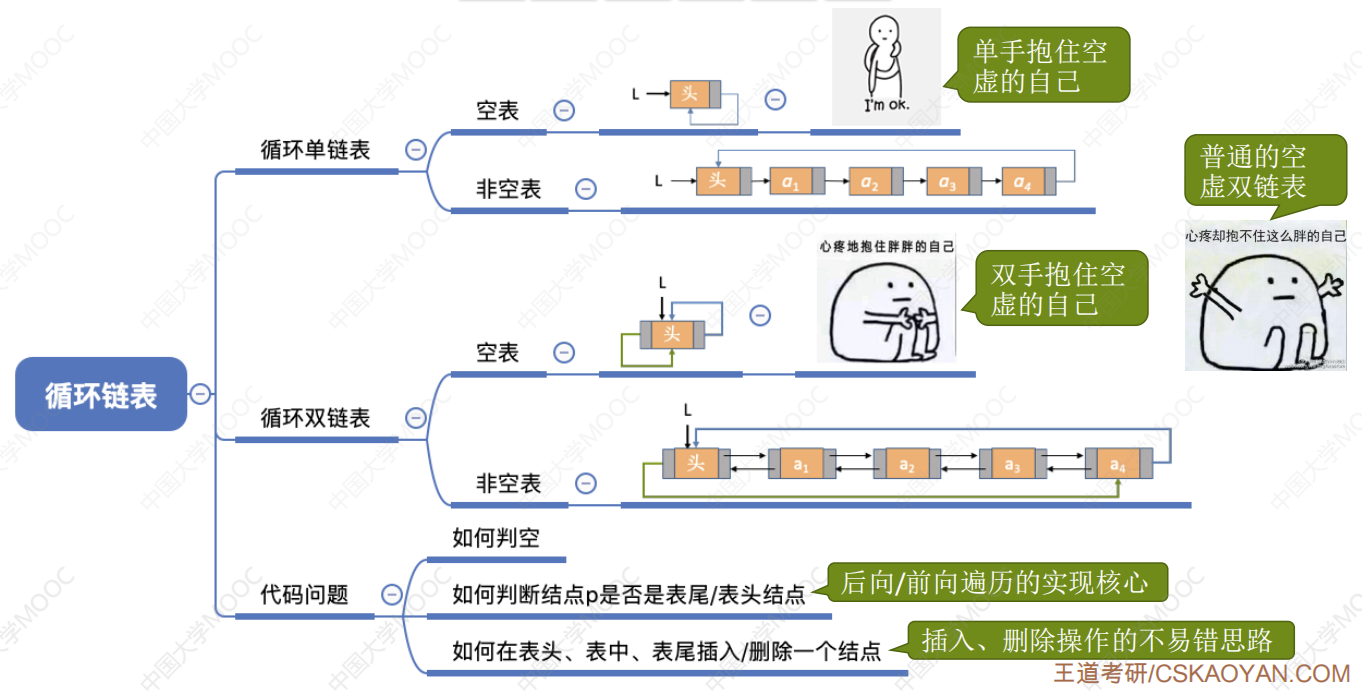 单手抱住空
虚的自己
I'm ok.
空表
L
头
循环单链表
普通的空
虚双链表
非空表
L
头
a1
a2
a3
a4
心疼却抱不住这么胖的自己
心疼地抱住胖胖的自己
双手抱住空
虚的自己
L
头
空表
循环链表
循环双链表
L
头
a1
a2
a3
a4
非空表
如何判空
代码问题
如何判断结点p是否是表尾/表头结点
后向/前向遍历的实现核心
如何在表头、表中、表尾插入/删除一个结点
插入、删除操作的不易错思路
王道考研/CSKAOYAN.COM
中国大学MOOC